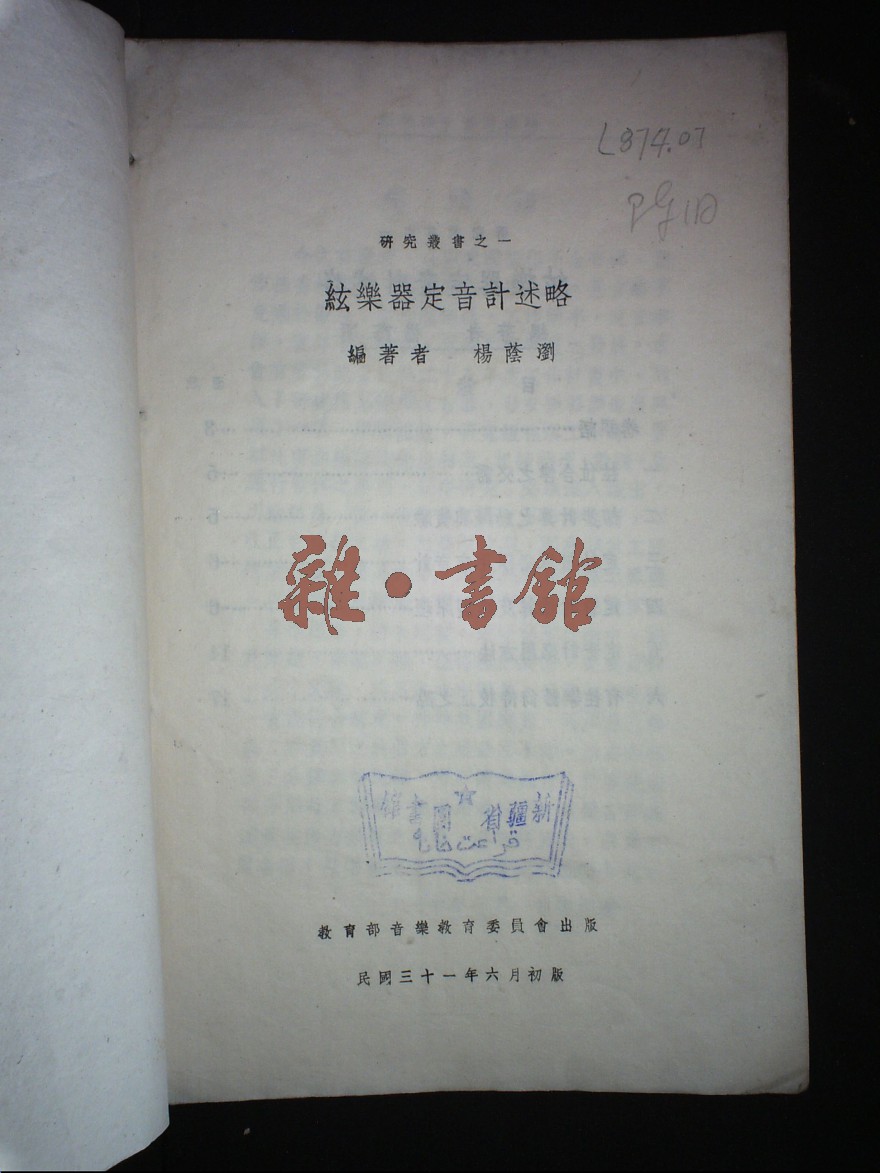 L874.07
研究叢書之一
絃樂器定音計述略
編著者 楊蔭瀏
雜•書舘
新疆省 圖書館
教育部音樂教育委員會出版
民國三十一年六月初版